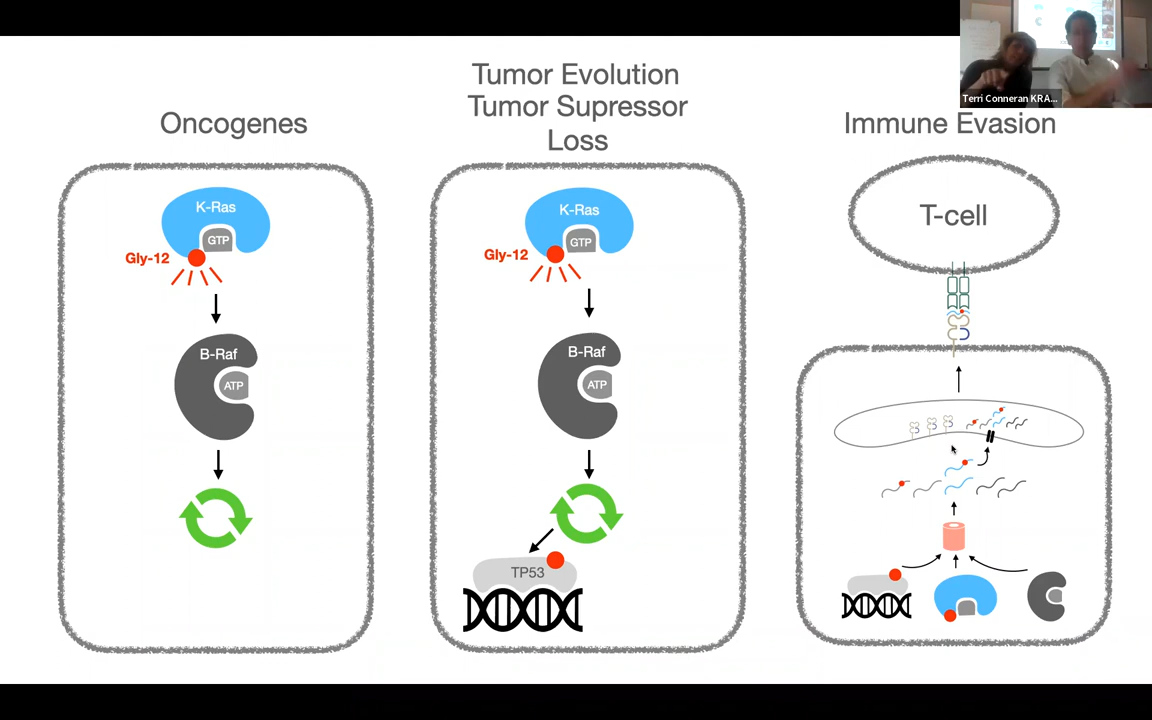 Terri Conneran KRA...
Oncogenes
K-Ras
GTP
Gly-12
B-Raf
ATP
Tumor Evolution
Tumor Supressor
Loss
K-Ras
GTP
Gly-12
B-Raf
ATP
TP53
Immune Evasion
T-cell